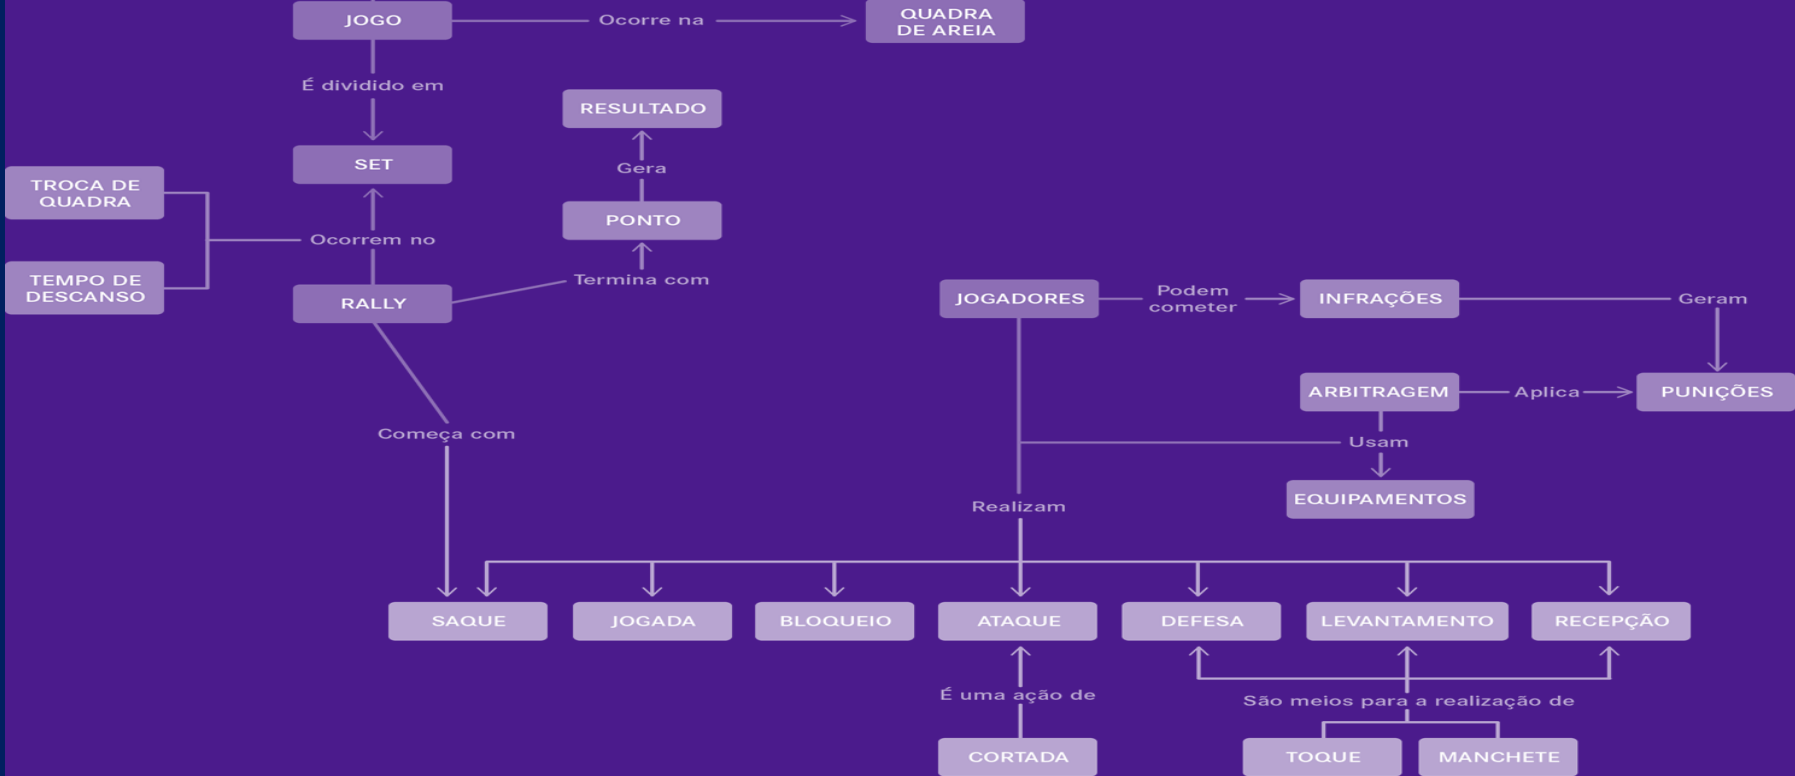 JOGO
Ocorre na
QUADRA
DE AREIA
É dividido em
RESULTADO
SET
Gera
TROCA DE
QUADRA
PONTO
Ocorrem no
Termina com
TEMPO DE
DESCANSO
RALLY
JOGADORES
Podem
cometer
INFRAÇÕES
Geram
ARBITRAGEM
Aplica
PUNIÇÕES
Começa com
Usam
EQUIPAMENTOS
Realizam
SAQUE
JOGADA
BLOQUEIO
ATAQUE
DEFESA
LEVANTAMENTO
RECEPÇÃO
É uma ação de
São meios para a realização de
CORTADA
TOQUE
MANCHETE